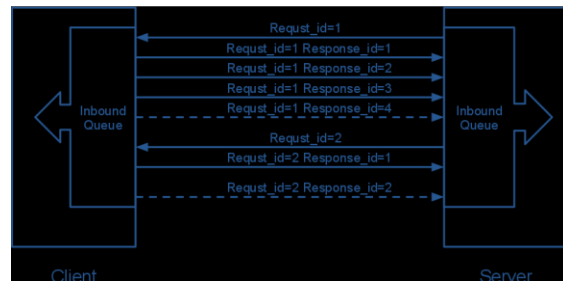 Requst_id=1
Requst_id=1 Response_id=1
Requst_id=1 Response_id=2
Requst_id=1 Response_id=3
Requst_id=1 Response_id=4
Inbound
Queue
Inbound
Queue
Requst_id=2
Requst_id=2 Response_id=1
Requst_id=2 Response_id=2
Client
Server